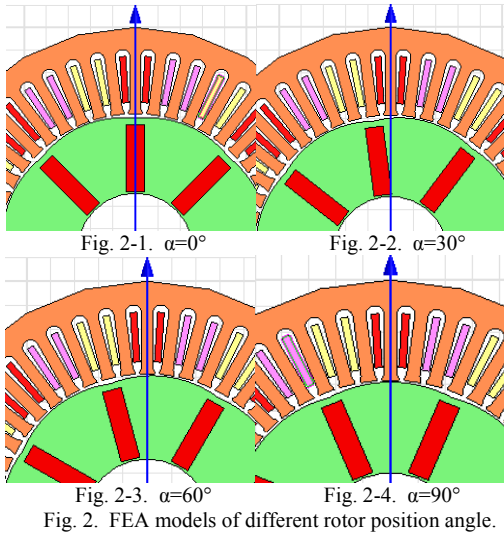 Fig. 2-1. α=0°
Fig. 2-2. α=30°
Fig. 2-3. α=60°
Fig. 2-4. α=90°
Fig. 2. FEA models of different rotor position angle.